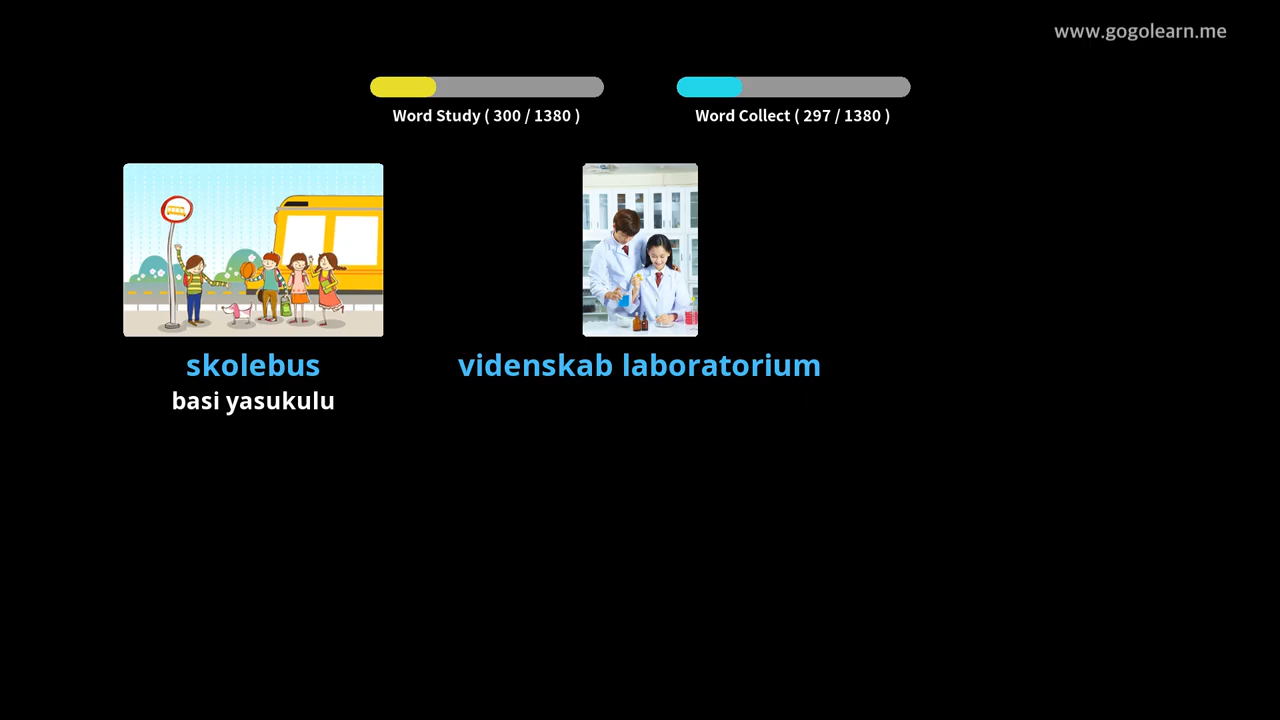 www.gogolearn.me
Word Study ( 300 / 1380 )
Word Collect ( 297 / 1380 )
skolebus
basi yasukulu
videnskab laboratorium